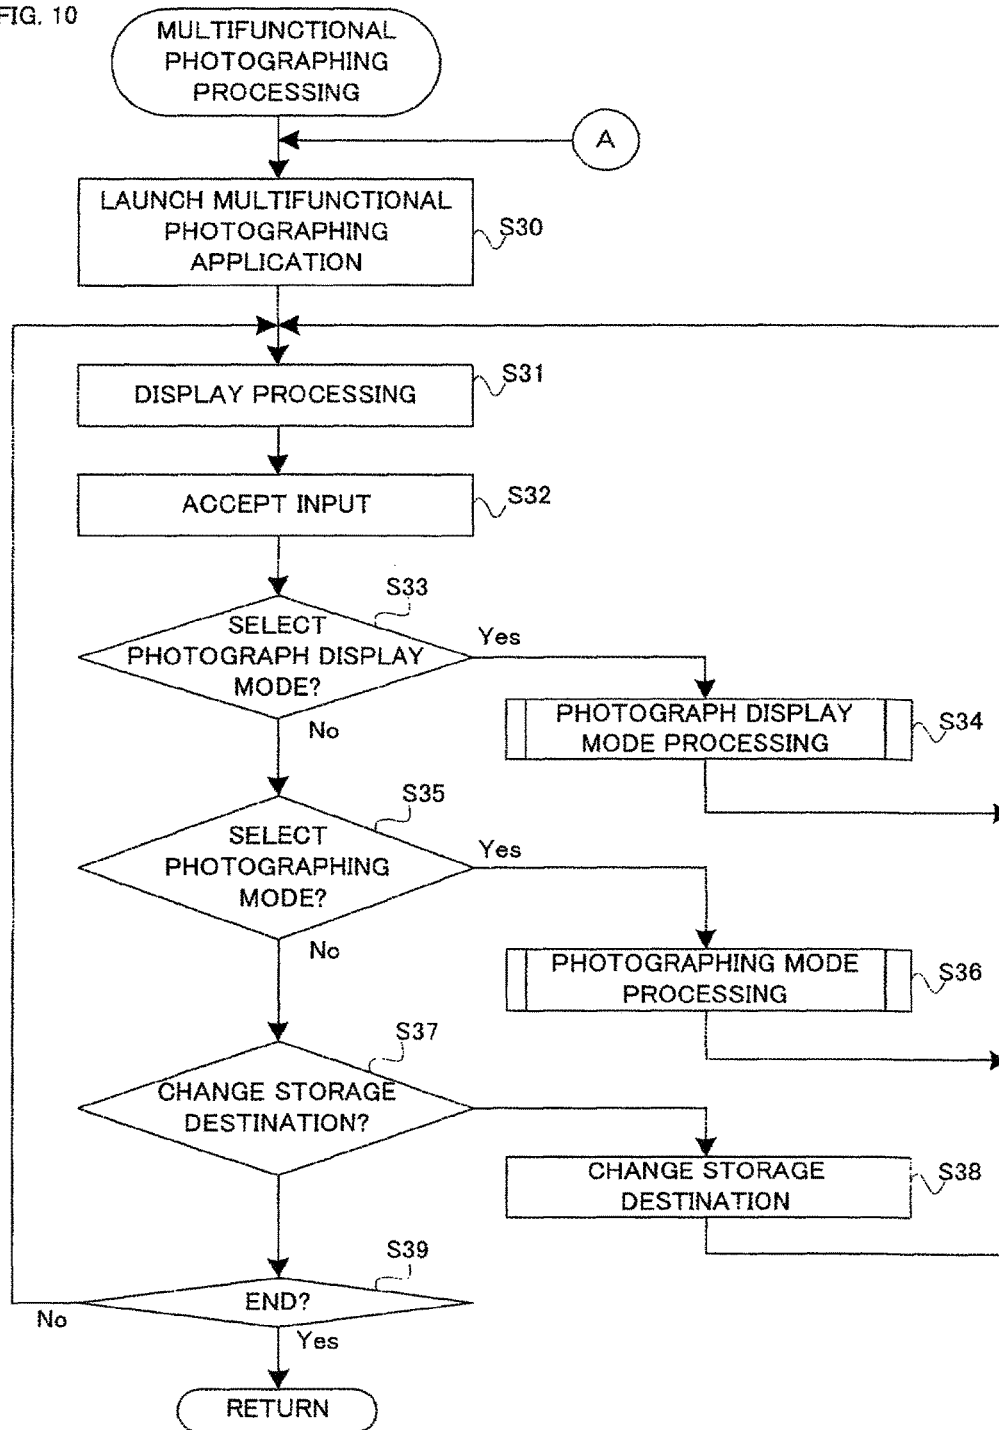 FIG. 10
MULTIFUNCTIONAL
PHOTOGRAPHING
PROCESSING
A
LAUNCH MULTIFUNCTIONAL
PHOTOGRAPHING
APPLICATION
S30
DISPLAY PROCESSING
S31
ACCEPT INPUT
S32
S33
SELECT
PHOTOGRAPH DISPLAY
MODE?
Yes
No
PHOTOGRAPH DISPLAY
MODE PROCESSING
S34
S35
SELECT
PHOTOGRAPHING
MODE?
Yes
No
PHOTOGRAPHING MODE
PROCESSING
S36
S37
CHANGE STORAGE
DESTINATION?
CHANGE STORAGE
DESTINATION
S38
S39
END?
No
Yes
RETURN